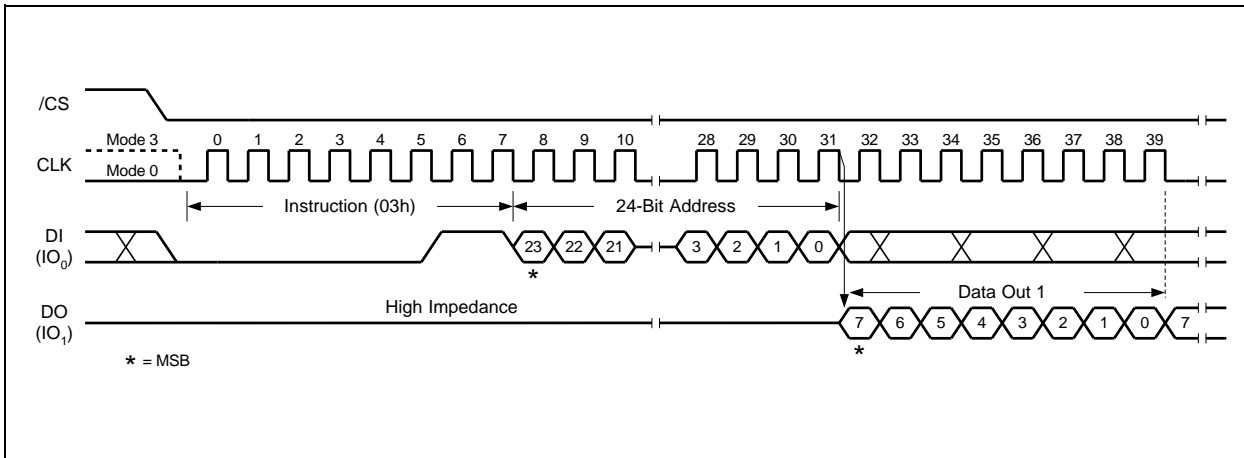 /CS
Mode 3
0 1 2 3 4 5 6 7 8 9 10 28 29 30 31 32 33 34 35 36 37 38 39
CLK
Mode 0
Instruction (03h)
24-Bit Address
DI
(IO0)
23 22 21 3 2 1 0
*
High Impedance
Data Out 1
DO
(IO1)
7 6 5 4 3 2 1 0 7
*
* = MSB